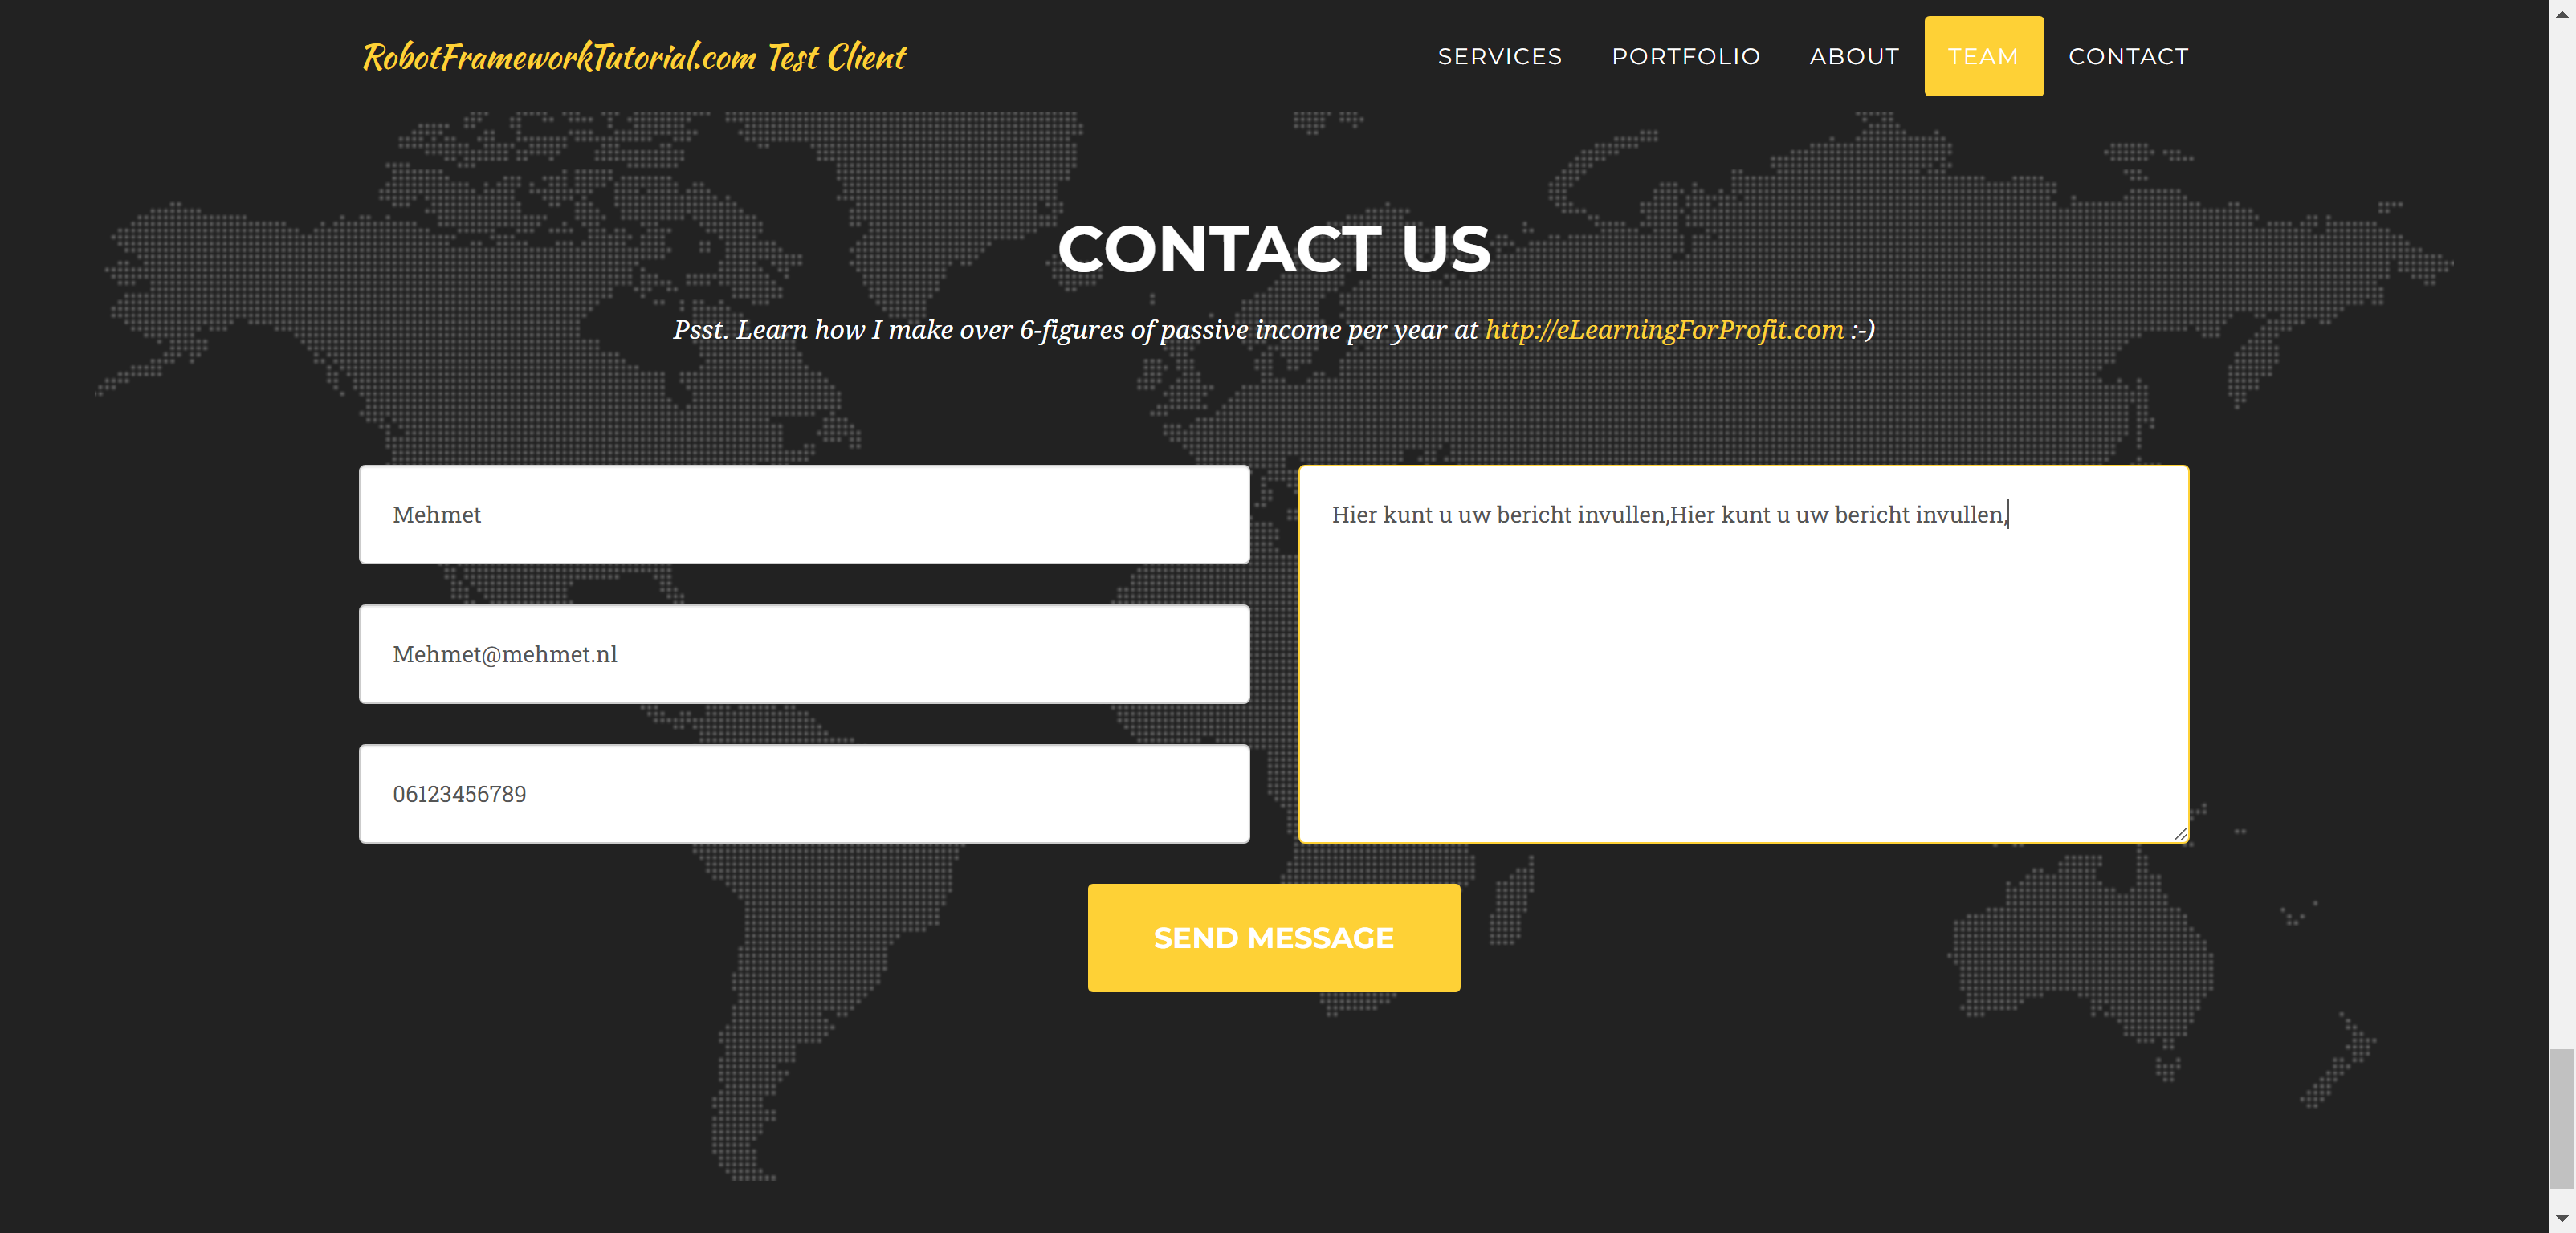 RobotFrameworkTutorial.com Test Client
SERVICES PORTFOLIO ABOUT TEAM CONTACT
CONTACT US
Psst. Learn how I make over 6-figures of passive income per year at http://eLearningForProfit.com :-)
Mehmet
Hier kunt u uw bericht invullen,Hier kunt u uw bericht invullen,
Mehmet@mehmet.nl
06123456789
SEND MESSAGE